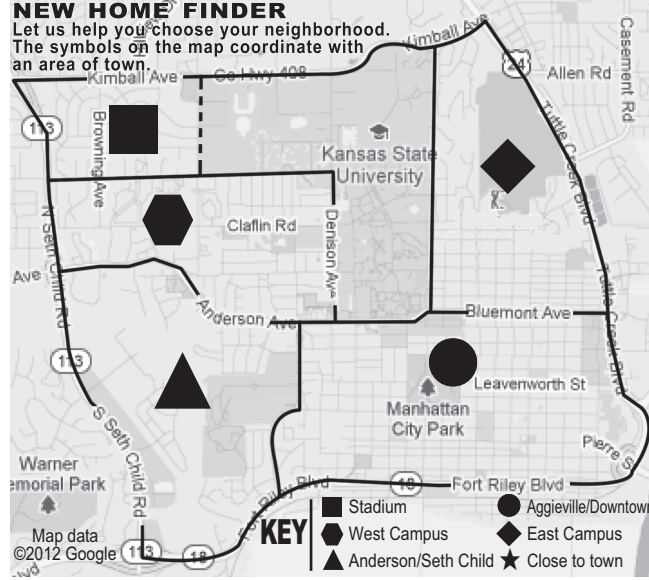 NEW HOME FINDER
Let us help you choose your neighborhood.
The symbols on the map coordinate with
an area of town.
Kimball Ave
Kimball Ave
Co Hwy 408
24
Allen Rd
Casement Rd
113
Browning Ave
Kansas State
University
Tuttle Creek Blvd
N Seth Child Rd
Claflin Rd
Denison Ave
Ave
Anderson Ave
Bluemont Ave
Tuttle Creek Blvd
113
Leavenworth St
Manhattan
City Park
S Seth Child Rd
Pierre S
Warner
emorial Park
Fort Riley Blvd
18
Fort Riley Blvd
Map data
©2012 Google
113
18
lvd
KEY
Stadium
West Campus
Anderson/Seth Child
Aggieville/Downtown
East Campus
Close to town